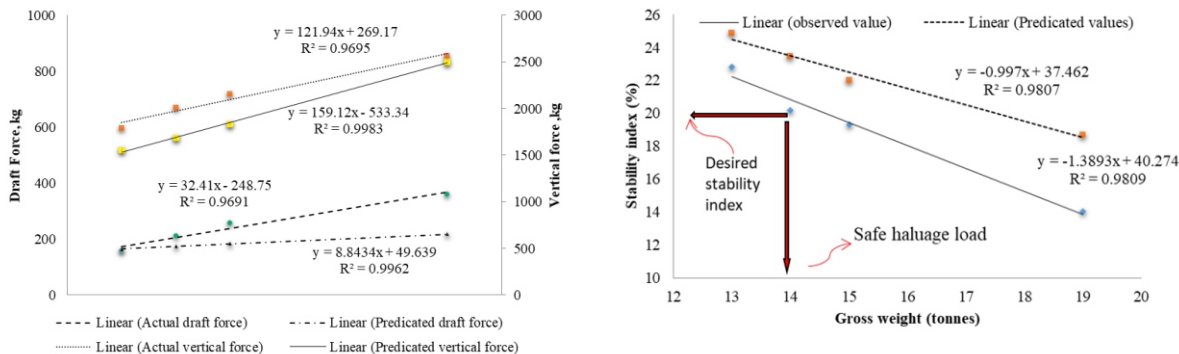 1000
800
600
400
200
0
Draft Force, kg
3000
2500
2000
1500
1000
500
0
Vertical force ,kg
y = 121.94x + 269.17
R² = 0.9695
y = 159.12x - 533.34
R² = 0.9983
y = 32.41x - 248.75
R² = 0.9691
y = 8.8434x + 49.639
R² = 0.9962
Linear (Actual draft force)
Linear (Predicated draft force)
Linear (Actual vertical force)
Linear (Predicated vertical force)
26
24
22
20
18
16
14
12
10
Stability index (%)
Linear (observed value)
Linear (Predicated values)
y = -0.997x + 37.462
R² = 0.9807
y = -1.3893x + 40.274
R² = 0.9809
Desired
stability
index
Safe haluage load
12 13 14 15 16 17 18 19 20
Gross weight (tonnes)